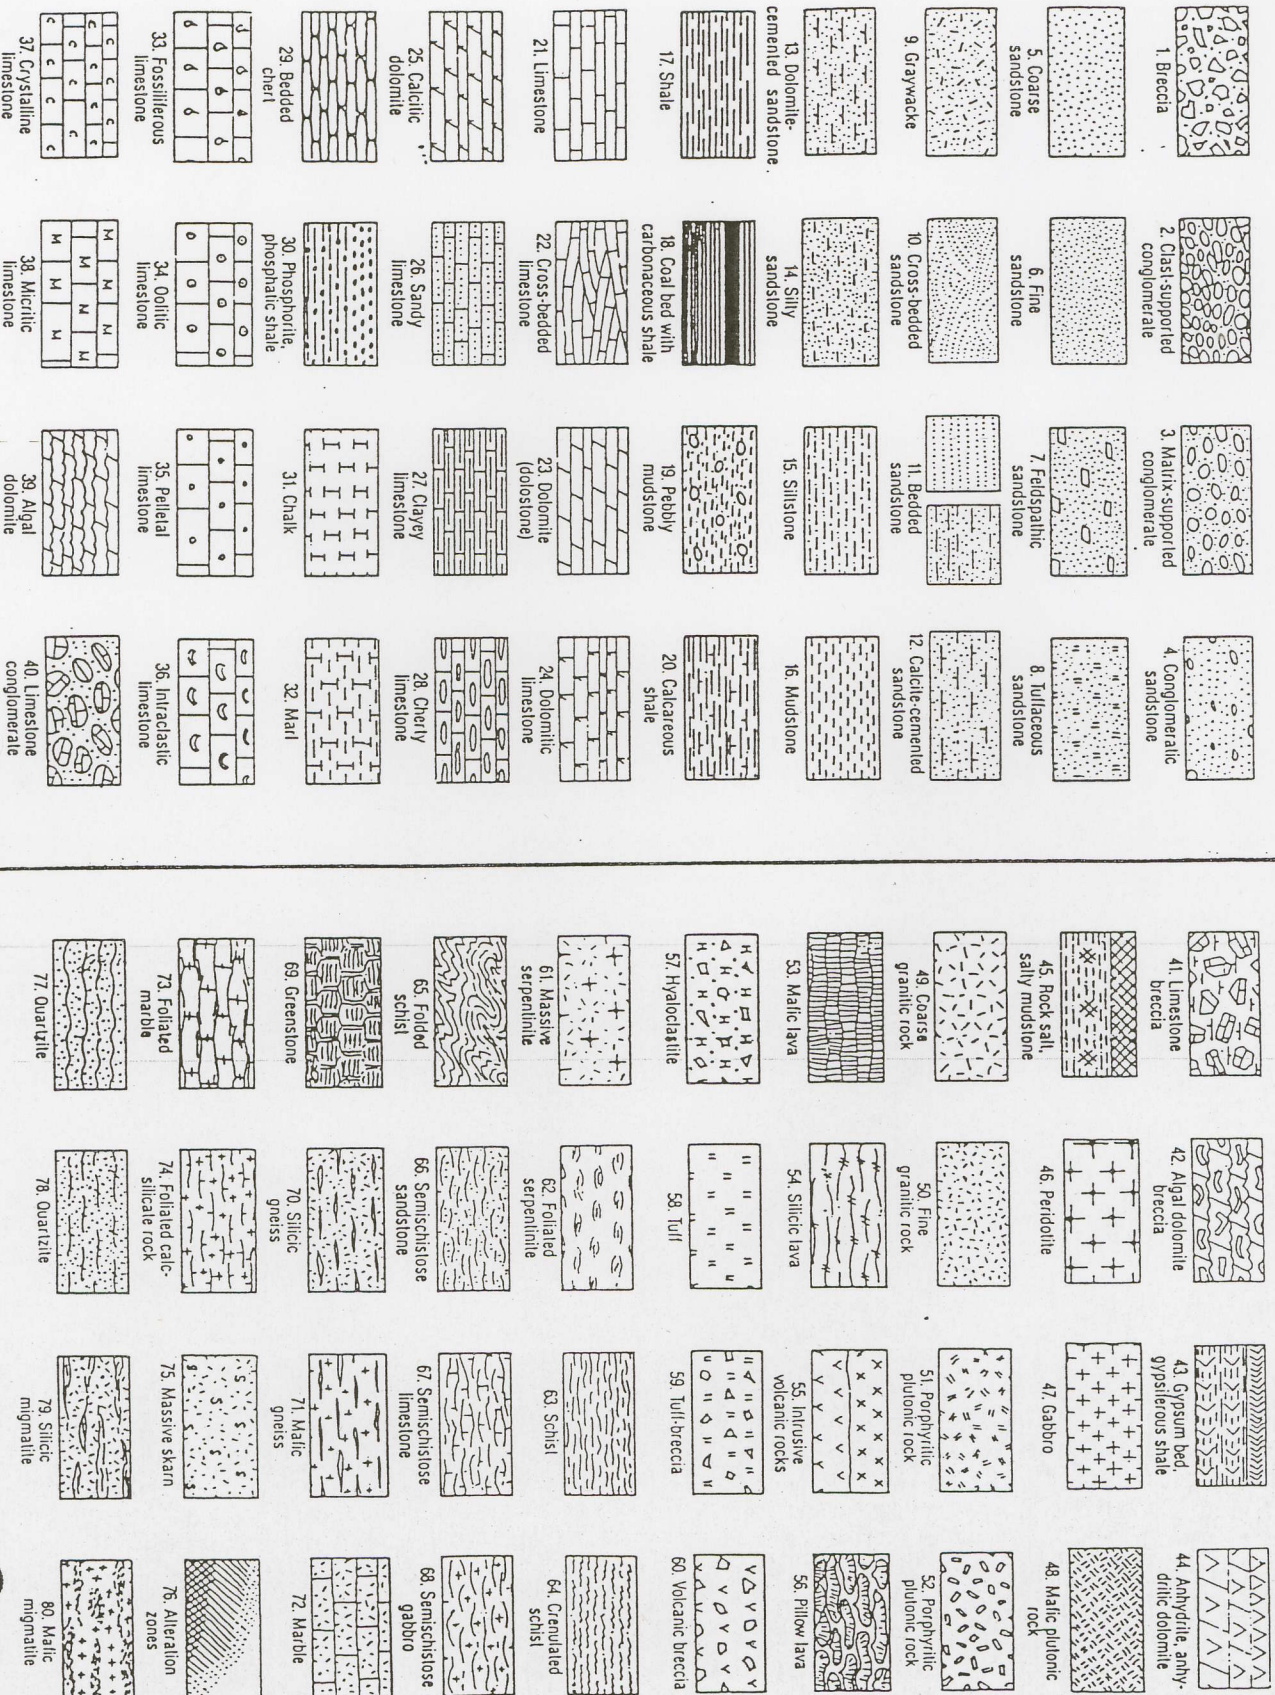 1. Breccia
2. Clast-supported
conglomerate
3. Matrix-supported
conglomerate
4. Conglomeratic
sandstone
5. Coarse
sandstone
6. Fine
sandstone
7. Feldspathic
sandstone
8. Tuffaceous
sandstone
9. Graywacke
10. Cross-bedded
sandstone
11. Bedded
sandstone
12. Calcite-cemented
sandstone
13. Dolomite-
cemented sandstone
14. Silty
sandstone
15. Siltstone
16. Mudstone
17. Shale
18. Coal bed with
carbonaceous shale
19. Pebbly
mudstone
20. Calcareous
shale
21. Limestone
22. Cross-bedded
limestone
23. Dolomite
(dolostone)
24. Dolomitic
limestone
25. Calcitic
dolomite
26. Sandy
limestone
27. Clayey
limestone
28. Cherty
limestone
29. Bedded
chert
30. Phosphorite,
phosphatic shale
31. Chalk
32. Marl
33. Fossiliferous
limestone
34. Oolitic
limestone
35. Pelletal
limestone
36. Intraclastic
limestone
37. Crystalline
limestone
38. Micritic
limestone
39. Algal
dolomite
40. Limestone
conglomerate
41. Limestone
breccia
42. Algal dolomite
breccia
43. Gypsum bed,
gypsiferous shale
44. Anhydrite, anhy-
dritic dolomite
45. Rock salt,
salty mudstone
46. Peridotite
47. Gabbro
48. Mafic plutonic
rock
49. Coarse
granitic rock
50. Fine
granitic rock
51. Porphyritic
plutonic rock
52. Porphyritic
plutonic rock
53. Mafic lava
54. Silicic lava
55. Intrusive
volcanic rocks
56. Pillow lava
57. Hyaloclastite
58. Tuff
59. Tuff-breccia
60. Volcanic breccia
61. Massive
serpentinite
62. Foliated
serpentinite
63. Schist
64. Crenulated
schist
65. Folded
schist
66. Semischistose
sandstone
67. Semischistose
limestone
68. Semischistose
gabbro
69. Greenstone
70. Silicic
gneiss
71. Mafic
gneiss
72. Marble
73. Foliated
marble
74. Foliated calc-
silicate rock
75. Massive skarn
76. Alteration
zones
77. Quartzite
78. Quartzite
79. Silicic
migmatite
80. Mafic
migmatite